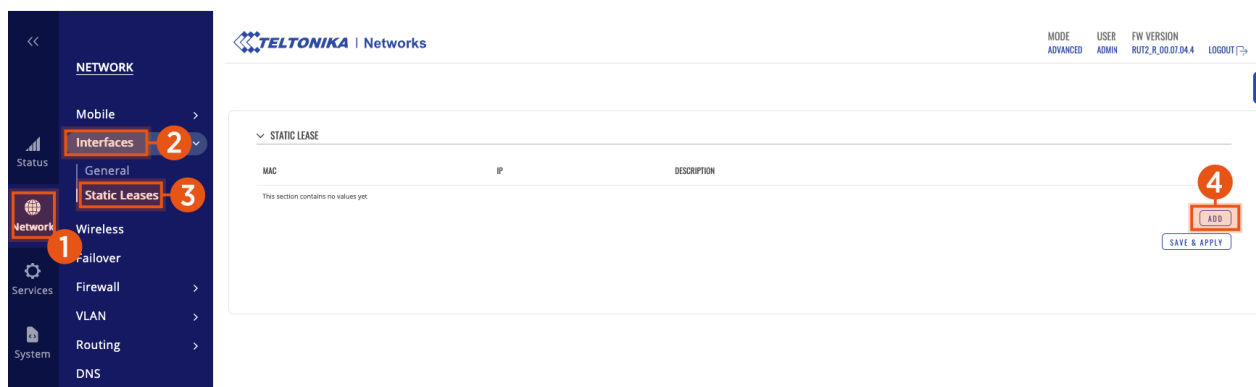 <<
Status
Network
1
Services
System
NETWORK
Mobile
Interfaces
2
General
Static Leases
3
Wireless
Failover
Firewall
VLAN
Routing
DNS
TELTONIKA | Networks
MODE USER FW VERSION
ADVANCED ADMIN RUT2_R_00.07.04.4 LOGOUT
STATIC LEASE
MAC IP DESCRIPTION
This section contains no values yet
4
ADD
SAVE & APPLY